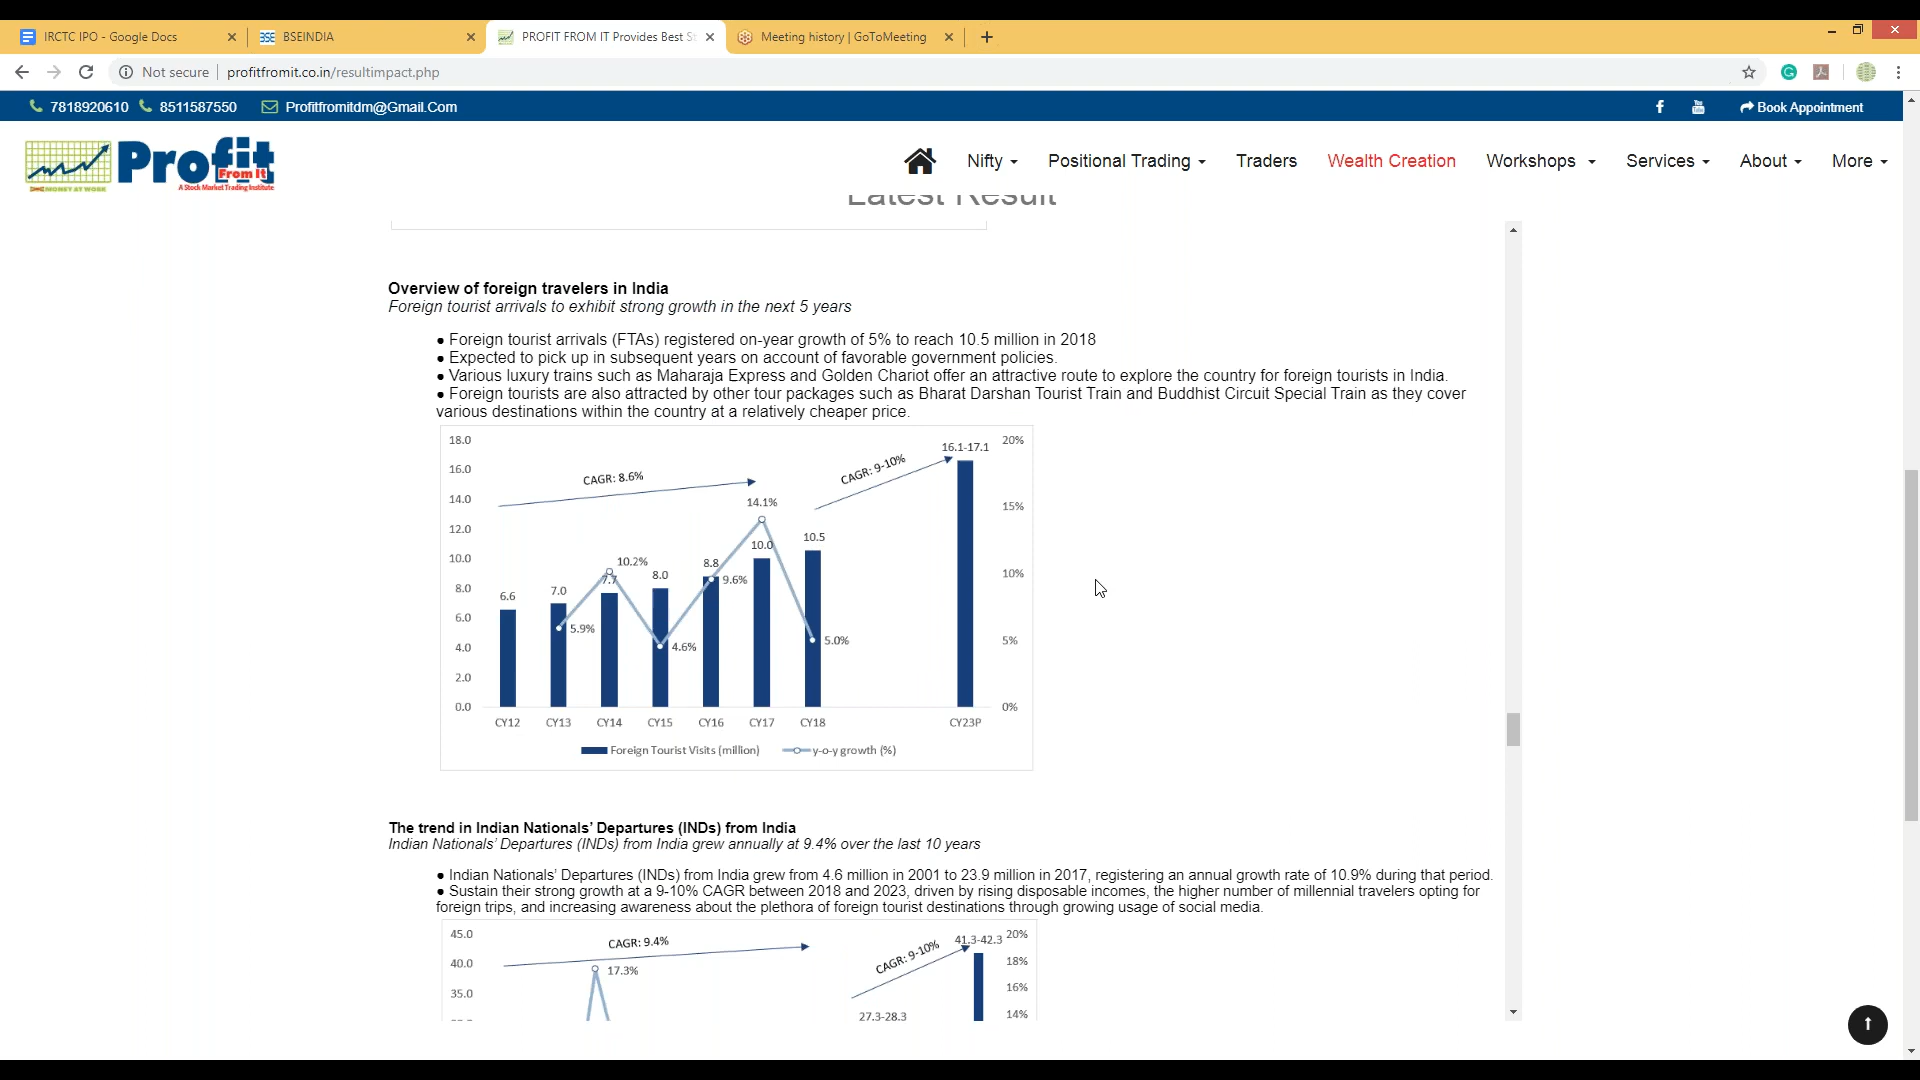 IRCTC IPO - Google Docs
BSEINDIA
PROFIT FROM IT Provides Best S
Meeting history | GoToMeeting
Not secure
profitfromit.co.in/resultimpact.php
7818920610
8511587550
Profitfromitdm@Gmail.Com
You
Book Appointment
Profit
From It
MONEY AT WORK
A Stock Market Trading Institute
Nifty
Positional Trading
Traders
Wealth Creation
Workshops
Services
About
More
Latest Result
Overview of foreign travelers in India
Foreign tourist arrivals to exhibit strong growth in the next 5 years
● Foreign tourist arrivals (FTAs) registered on-year growth of 5% to reach 10.5 million in 2018
● Expected to pick up in subsequent years on account of favorable government policies.
● Various luxury trains such as Maharaja Express and Golden Chariot offer an attractive route to explore the country for foreign tourists in India.
● Foreign tourists are also attracted by other tour packages such as Bharat Darshan Tourist Train and Buddhist Circuit Special Train as they cover
various destinations within the country at a relatively cheaper price.
18.0
16.0
14.0
12.0
10.0
8.0
6.0
4.0
2.0
0.0
CAGR: 8.6%
CAGR: 9-10%
16.1-17.1
20%
15%
10%
5%
0%
6.6
7.0
7.7
8.0
8.8
10.0
10.5
5.9%
10.2%
4.6%
9.6%
14.1%
5.0%
CY12
CY13
CY14
CY15
CY16
CY17
CY18
CY23P
Foreign Tourist Visits (million)
y-o-y growth (%)
The trend in Indian Nationals’ Departures (INDs) from India
Indian Nationals’ Departures (INDs) from India grew annually at 9.4% over the last 10 years
● Indian Nationals’ Departures (INDs) from India grew from 4.6 million in 2001 to 23.9 million in 2017, registering an annual growth rate of 10.9% during that period.
● Sustain their strong growth at a 9-10% CAGR between 2018 and 2023, driven by rising disposable incomes, the higher number of millennial travelers opting for
foreign trips, and increasing awareness about the plethora of foreign tourist destinations through growing usage of social media.
45.0
40.0
35.0
CAGR: 9.4%
17.3%
CAGR: 9-10%
27.3-28.3
41.3-42.3
20%
18%
16%
14%